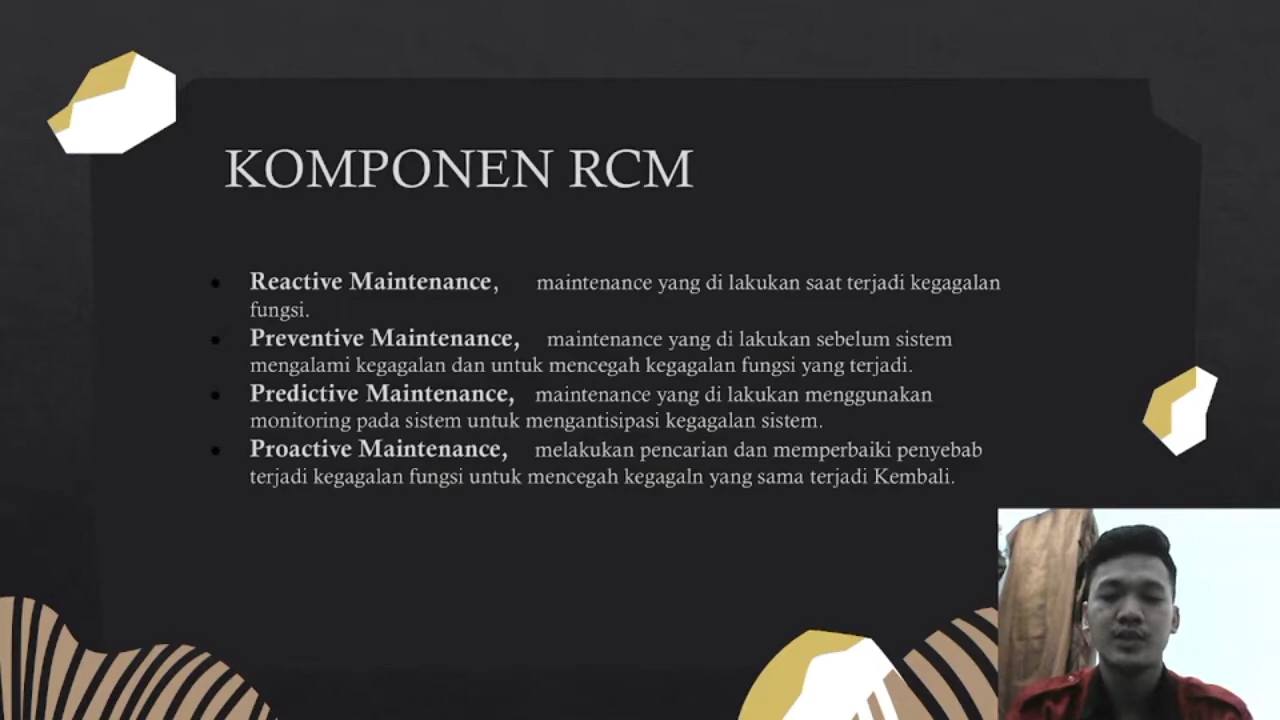 KOMPONEN RCM
• Reactive Maintenance, maintenance yang di lakukan saat terjadi kegagalan
fungsi.
• Preventive Maintenance, maintenance yang di lakukan sebelum sistem
mengalami kegagalan dan untuk mencegah kegagalan fungsi yang terjadi.
• Predictive Maintenance, maintenance yang di lakukan menggunakan
monitoring pada sistem untuk mengantisipasi kegagalan sistem.
• Proactive Maintenance, melakukan pencarian dan memperbaiki penyebab
terjadi kegagalan fungsi untuk mencegah kegagaln yang sama terjadi Kembali.